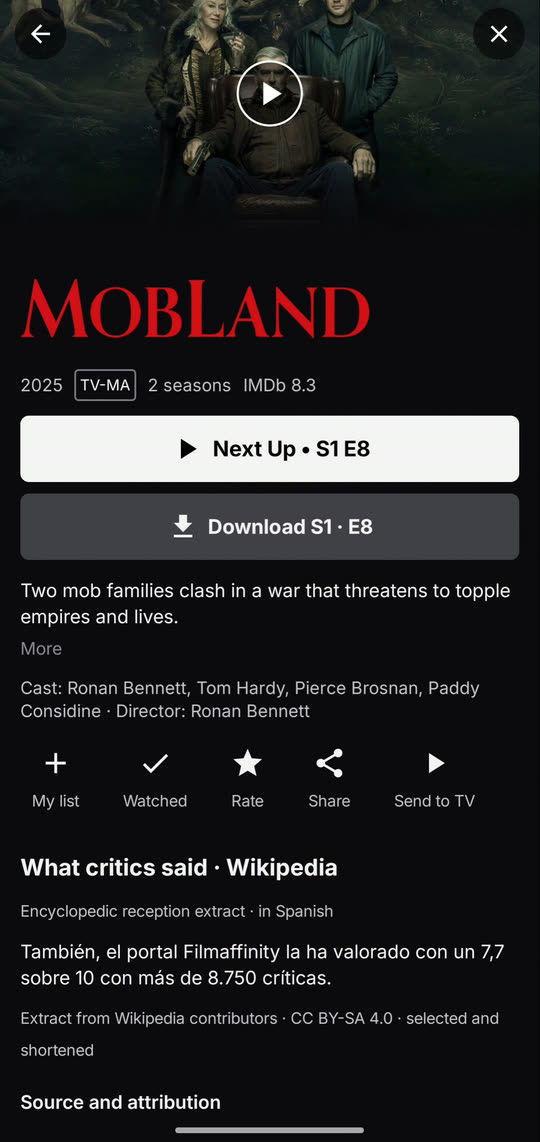 MOBLAND
2025 TV-MA 2 seasons IMDb 8.3
Next Up • S1 E8
Download S1 · E8
Two mob families clash in a war that threatens to topple
empires and lives.
More
Cast: Ronan Bennett, Tom Hardy, Pierce Brosnan, Paddy
Considine · Director: Ronan Bennett
My list Watched Rate Share Send to TV
What critics said · Wikipedia
Encyclopedic reception extract · in Spanish
También, el portal Filmaffinity la ha valorado con un 7,7
sobre 10 con más de 8.750 críticas.
Extract from Wikipedia contributors · CC BY-SA 4.0 · selected and
shortened
Source and attribution